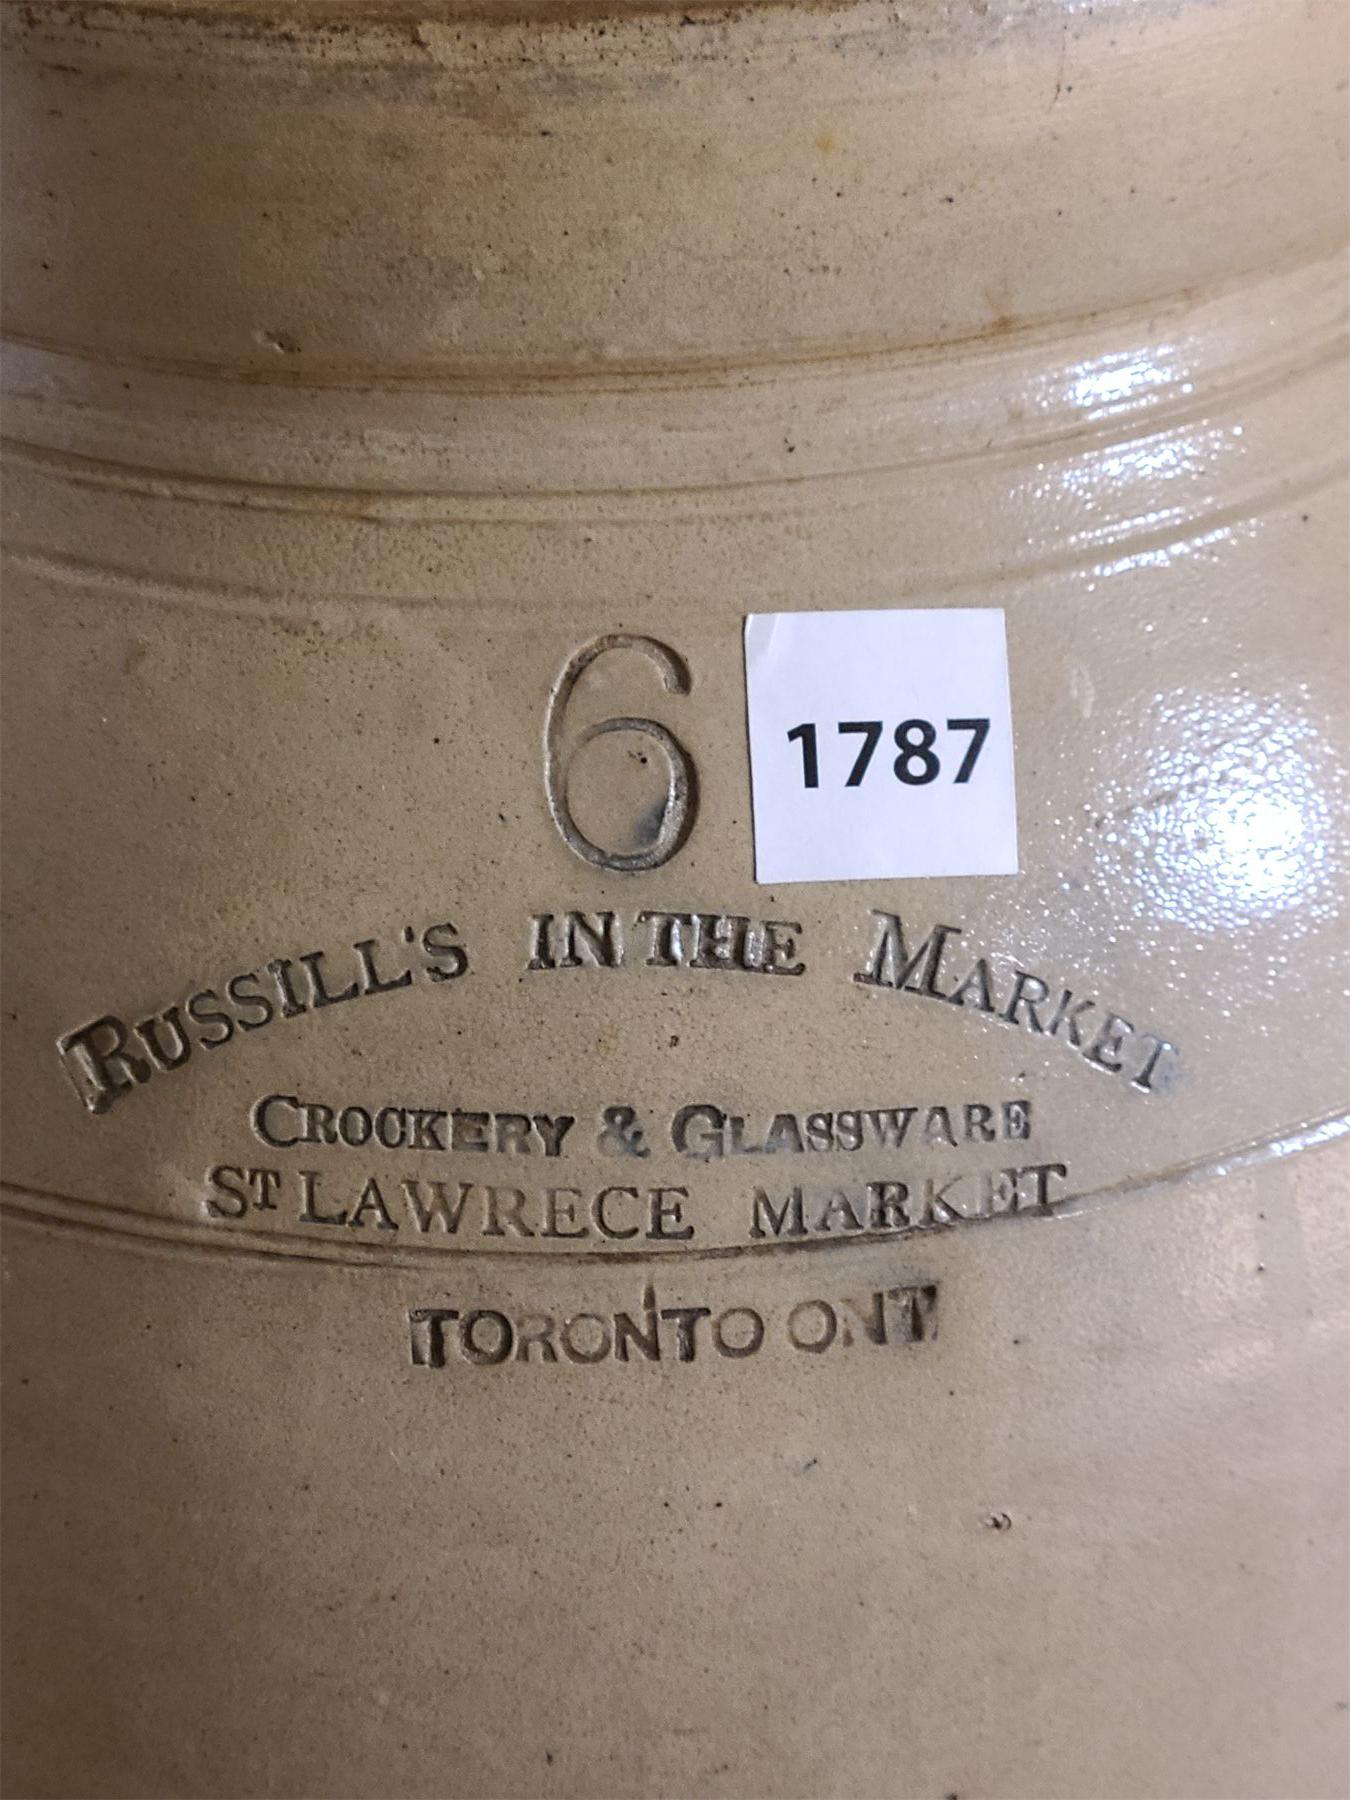 6
1787
RUSSILL'S IN THE MARKET
CROCKERY & GLASSWARE
ST LAWRECE MARKET
TORONTO ONT